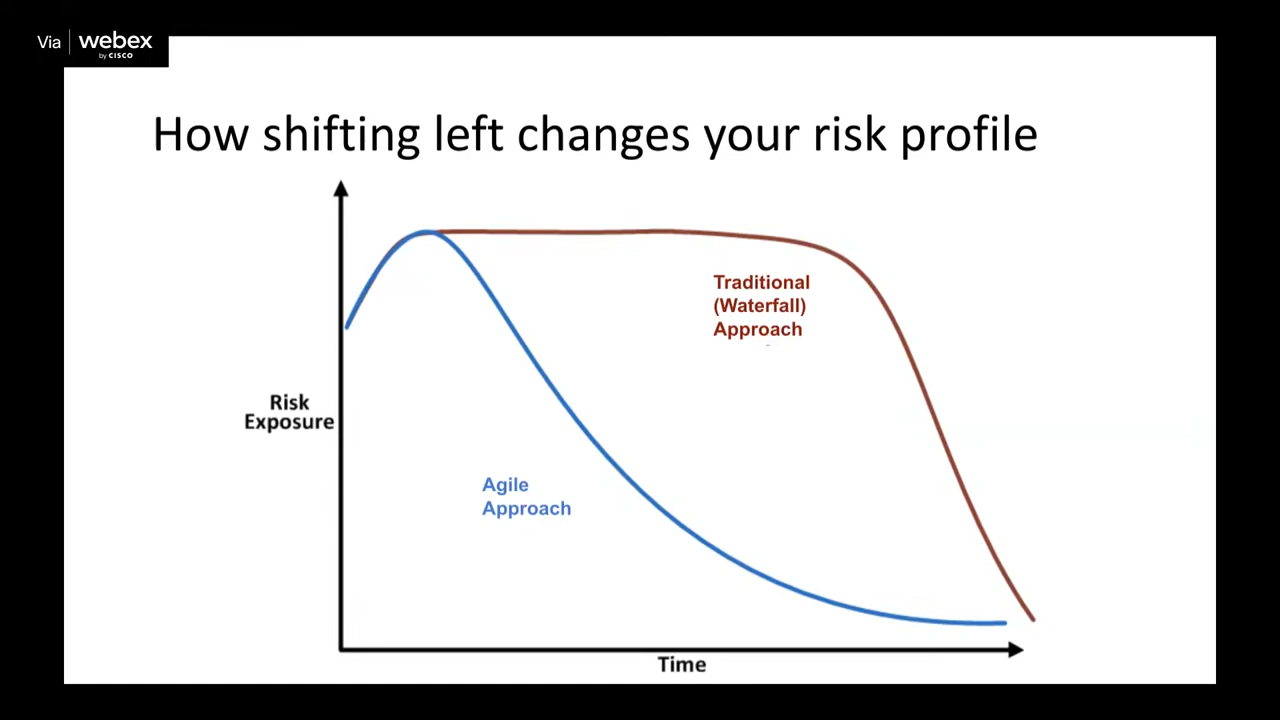 Via webex
by CISCO
How shifting left changes your risk profile
Traditional
(Waterfall)
Approach
Risk
Exposure
Agile
Approach
Time